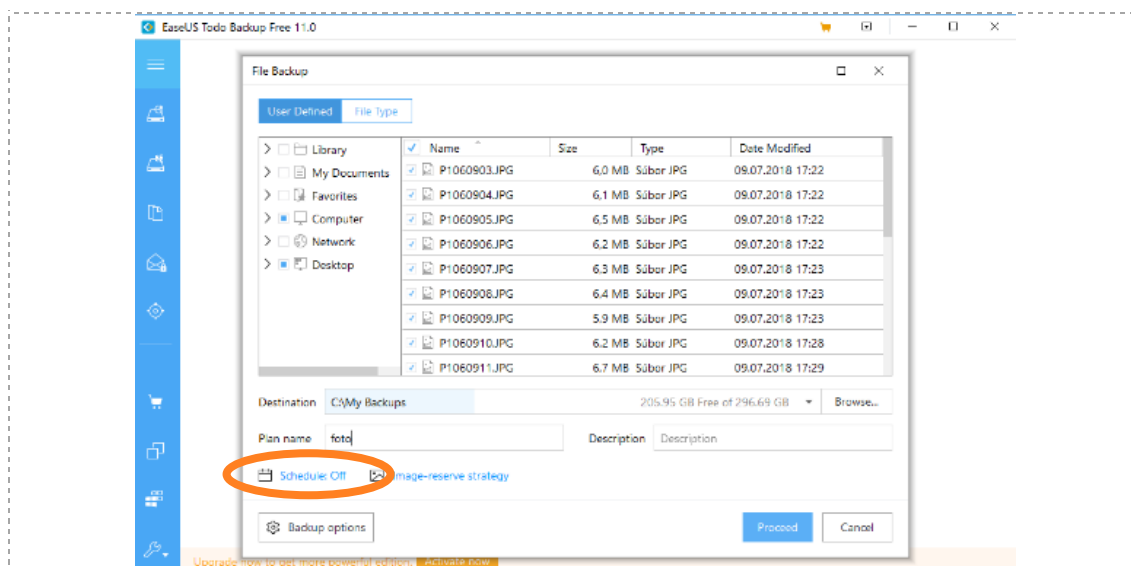 EaseUS Todo Backup Free 11.0
File Backup
User Defined File Type
Library
My Documents
Favorites
Computer
Network
Desktop
Name Size Type Date Modified
P1060903.JPG 6,0 MB Súbor JPG 09.07.2018 17:22
P1060904.JPG 6,1 MB Súbor JPG 09.07.2018 17:22
P1060905.JPG 6,5 MB Súbor JPG 09.07.2018 17:22
P1060906.JPG 6,2 MB Súbor JPG 09.07.2018 17:22
P1060907.JPG 6,3 MB Súbor JPG 09.07.2018 17:23
P1060908.JPG 6,4 MB Súbor JPG 09.07.2018 17:23
P1060909.JPG 5,9 MB Súbor JPG 09.07.2018 17:23
P1060910.JPG 6,2 MB Súbor JPG 09.07.2018 17:28
P1060911.JPG 6,7 MB Súbor JPG 09.07.2018 17:29
Destination C:\My Backups 205.95 GB Free of 296.69 GB Browse...
Plan name foto Description Description
Schedule: Off Image-reserve strategy
Backup options Proceed Cancel
Upgrade now to get more powerful edition. Activate now